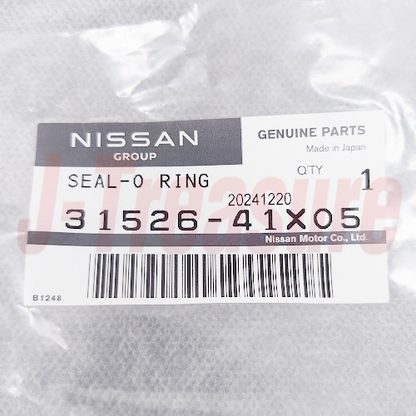 NISSAN
GROUP
GENUINE PARTS
Made in Japan
SEAL-O RING
Q'TY 1
20241220
31526-41X05
Nissan Motor Co., Ltd.
B1248
J-Treasure